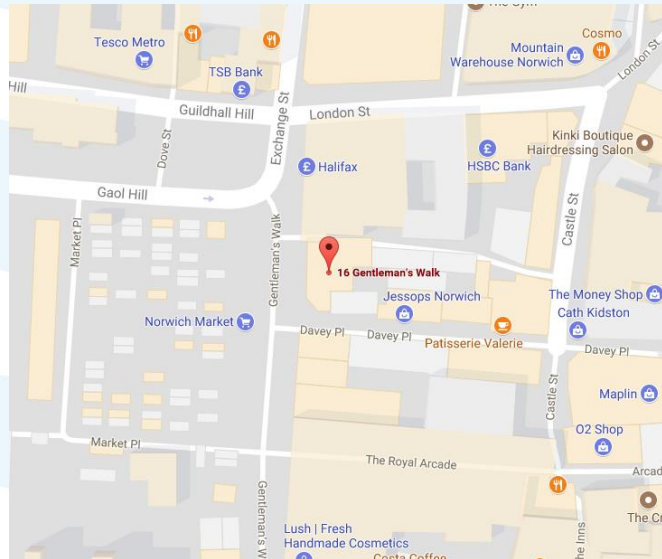 The Gym
Tesco Metro
Cosmo
Mountain
Warehouse Norwich
London St
TSB Bank
Hill
Guildhall Hill
London St
Exchange St
Dove St
Kinki Boutique
Hairdressing Salon
Halifax
HSBC Bank
Gaol Hill
Castle St
Market Pl
Gentleman's Walk
16 Gentleman's Walk
Jessops Norwich
The Money Shop
Cath Kidston
Norwich Market
Davey Pl
Davey Pl
Patisserie Valerie
Davey Pl
Castle St
Maplin
O2 Shop
Market Pl
The Royal Arcade
Arcad
Gentleman's W
The Cr
he Inns
Lush | Fresh
Handmade Cosmetics
Costa Coffee